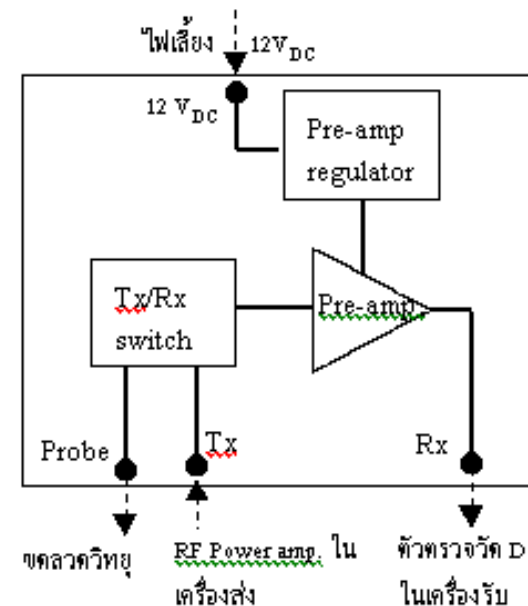 ไฟเลี้ยง 12VDC
12 VDC
Pre-amp
regulator
Tx/Rx
switch
Pre-amp.
Probe
Tx
Rx
ขดลวดวิทยุ
RF Power amp. ใน
เครื่องส่ง
ตัวตรวจวัด D
ในเครื่องรับ